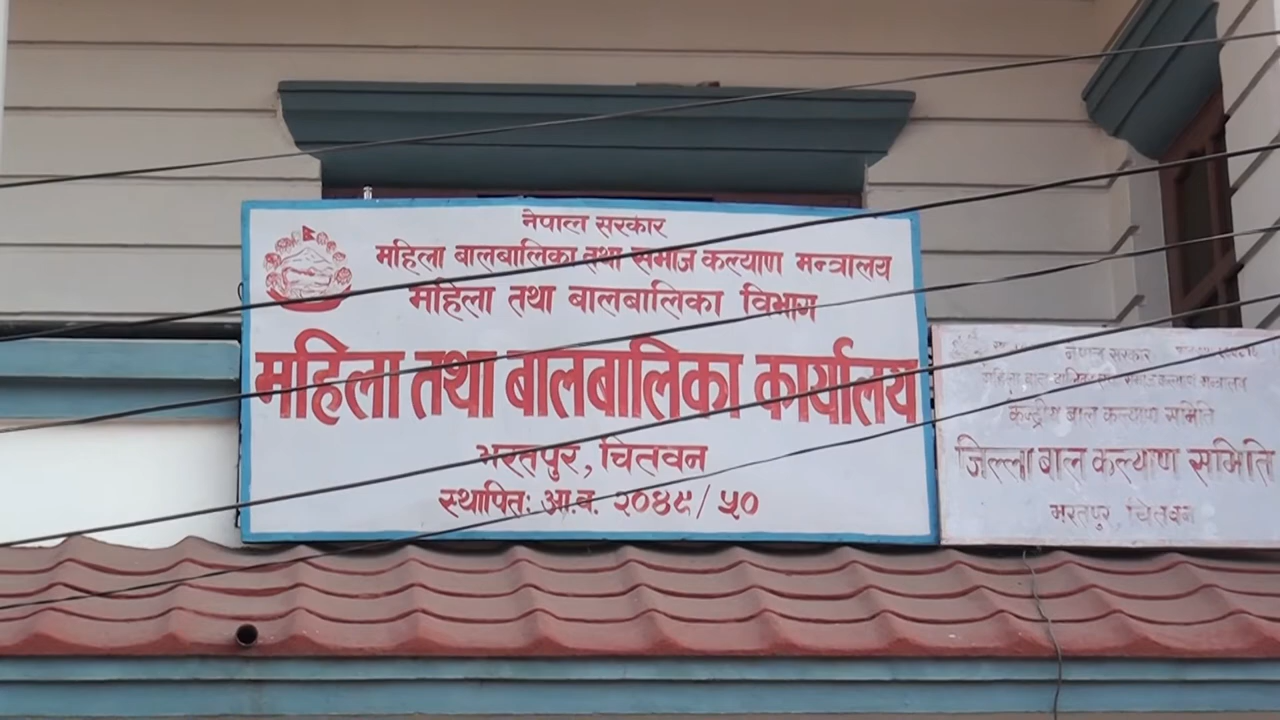 नेपाल सरकार
महिला बालबालिका तथा समाज कल्याण मन्त्रालय
महिला तथा बालबालिका विभाग
महिला तथा बालबालिका कार्यालय
भरतपुर, चितवन
स्थापित: आ.व. २०४९/५०
नेपाल सरकार
महिला बाल बालिका तथा समाज कल्याण मन्त्रालय
केन्द्रीय बाल कल्याण समिति
जिल्ला बाल कल्याण समिति
भरतपुर, चितवन